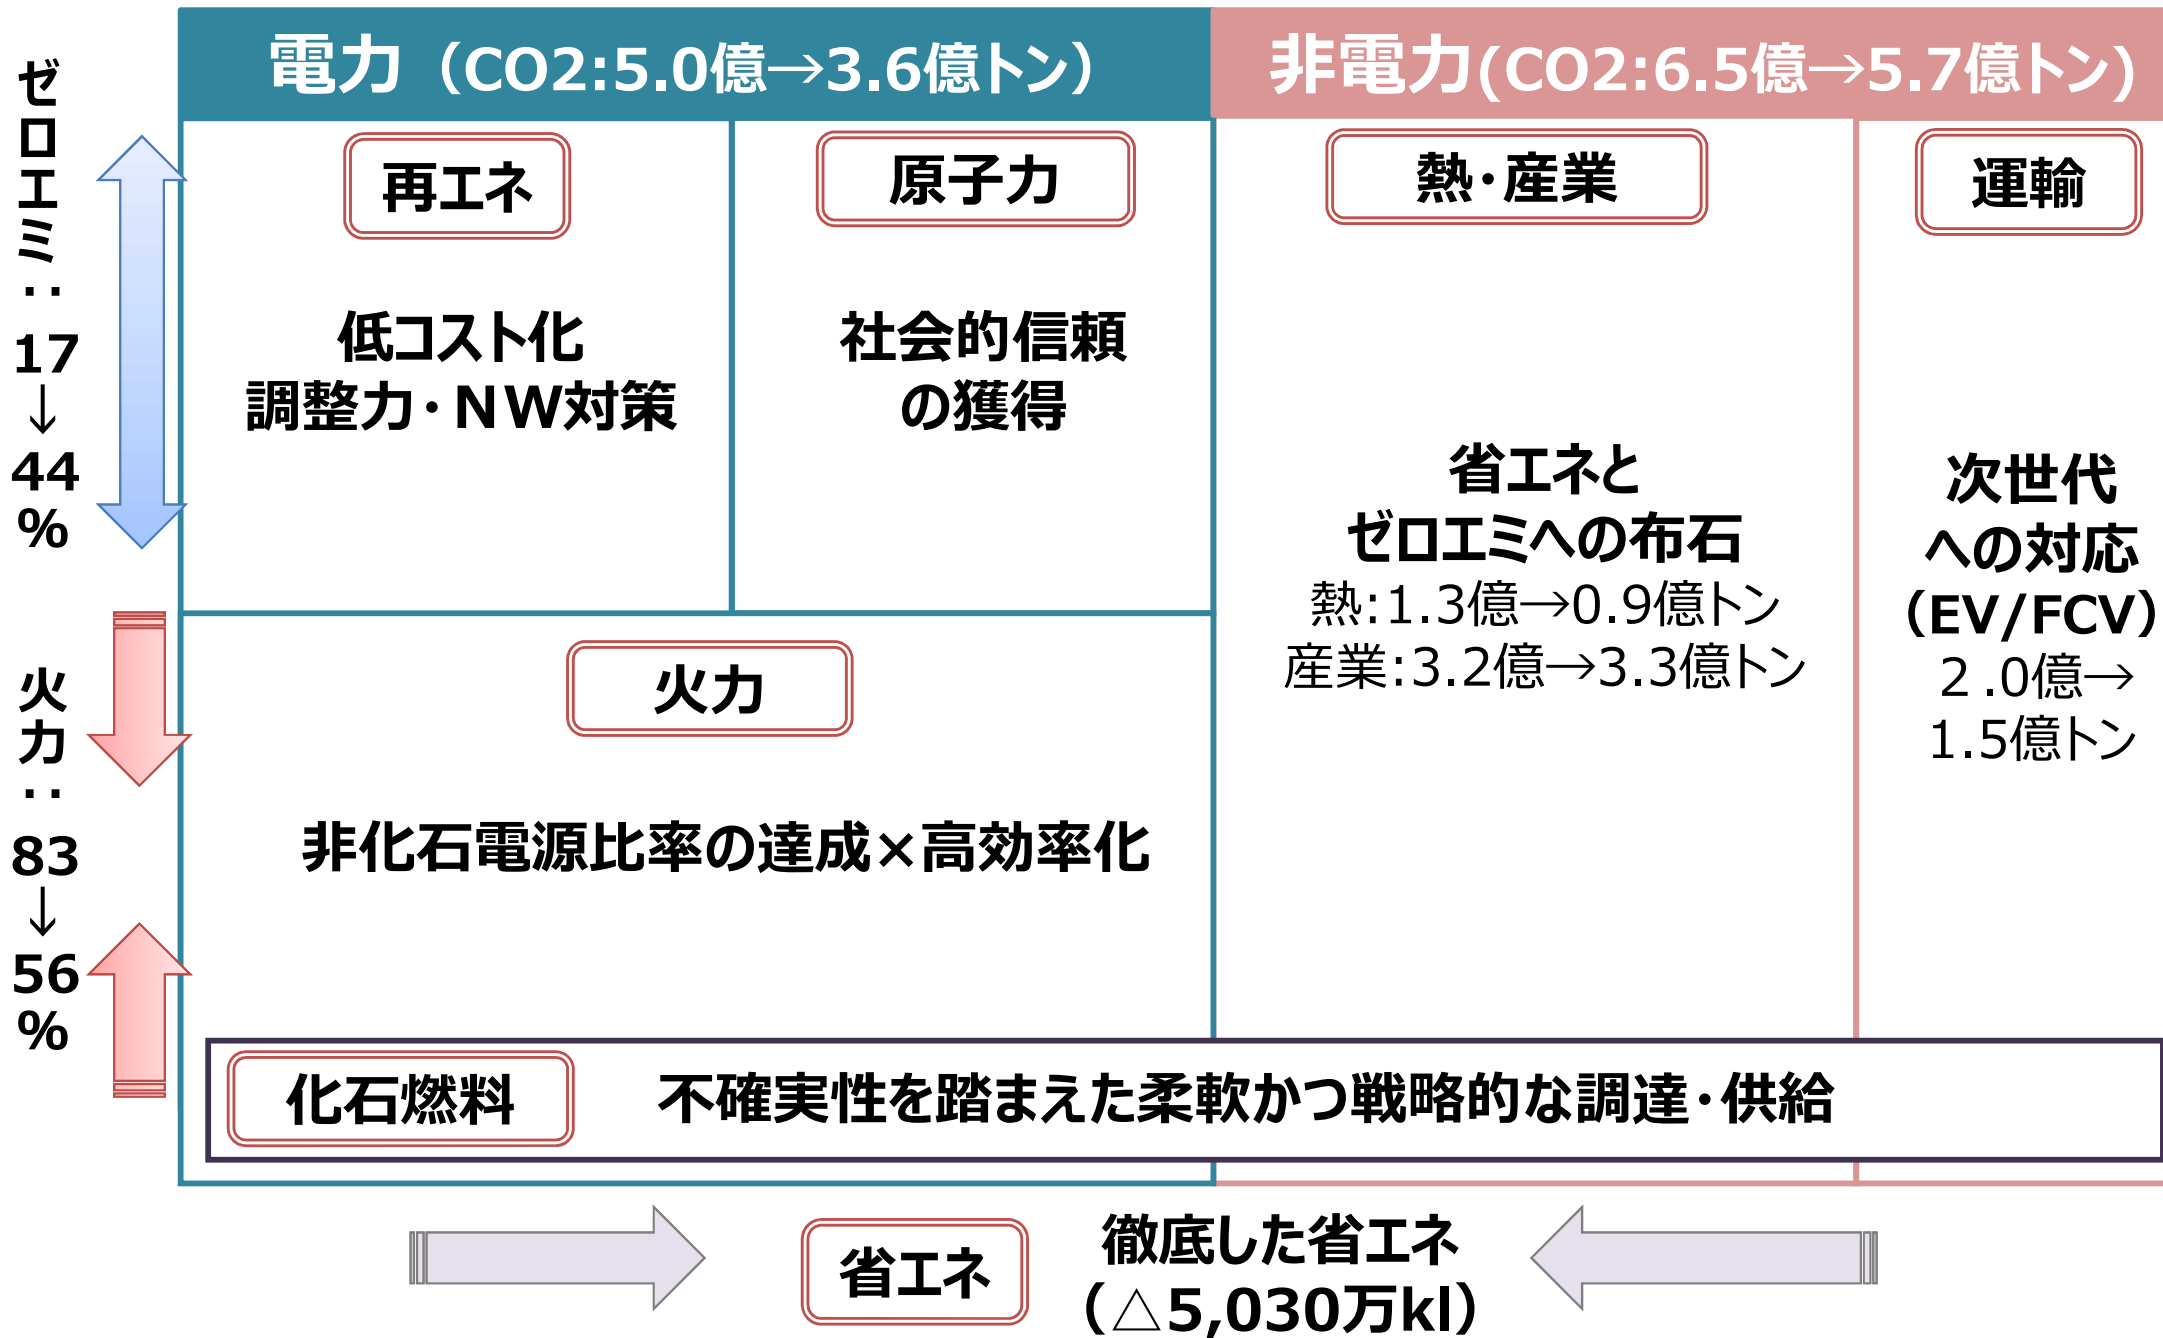 電力（CO2:5.0億→3.6億トン）
非電力(CO2:6.5億→5.7億トン)
ゼロエミ：17→44%
再エネ
低コスト化
調整力・NW対策
原子力
社会的信頼
の獲得
熱・産業
省エネと
ゼロエミへの布石
熱:1.3億→0.9億トン
産業:3.2億→3.3億トン
運輸
次世代
への対応
（EV/FCV）
２.0億→
1.5億トン
火力：83→56%
火力
非化石電源比率の達成×高効率化
化石燃料
不確実性を踏まえた柔軟かつ戦略的な調達・供給
省エネ
徹底した省エネ
（△5,030万kl）